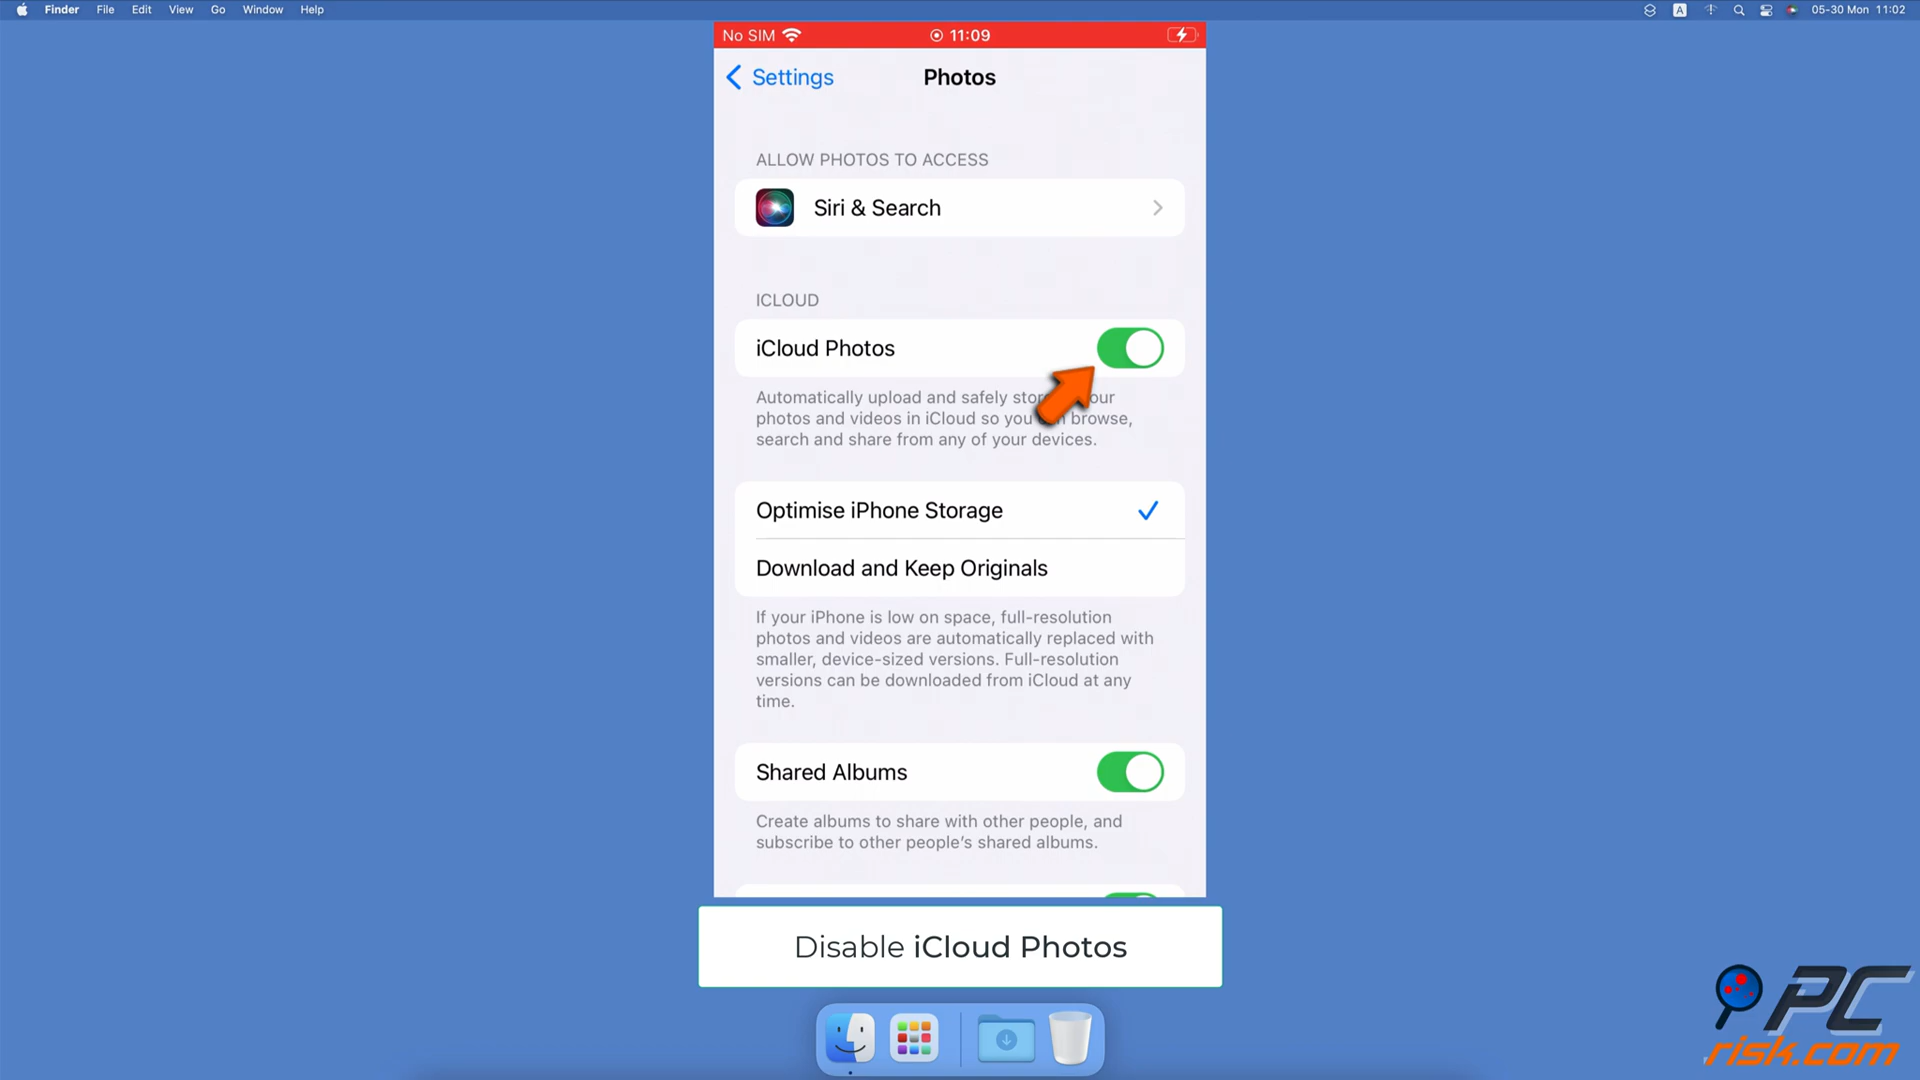 Finder File Edit View Go Window Help
A 05-30 Mon 11:02
No SIM 11:09
Settings Photos
ALLOW PHOTOS TO ACCESS
Siri & Search
ICLOUD
iCloud Photos
Automatically upload and safely our
photos and videos in iCloud so you browse,
search and share from any of your devices.
Optimise iPhone Storage
Download and Keep Originals
If your iPhone is low on space, full-resolution
photos and videos are automatically replaced with
smaller, device-sized versions. Full-resolution
versions can be downloaded from iCloud at any
time.
Shared Albums
Create albums to share with other people, and
subscribe to other people's shared albums.
Disable iCloud Photos
PC
risk.com